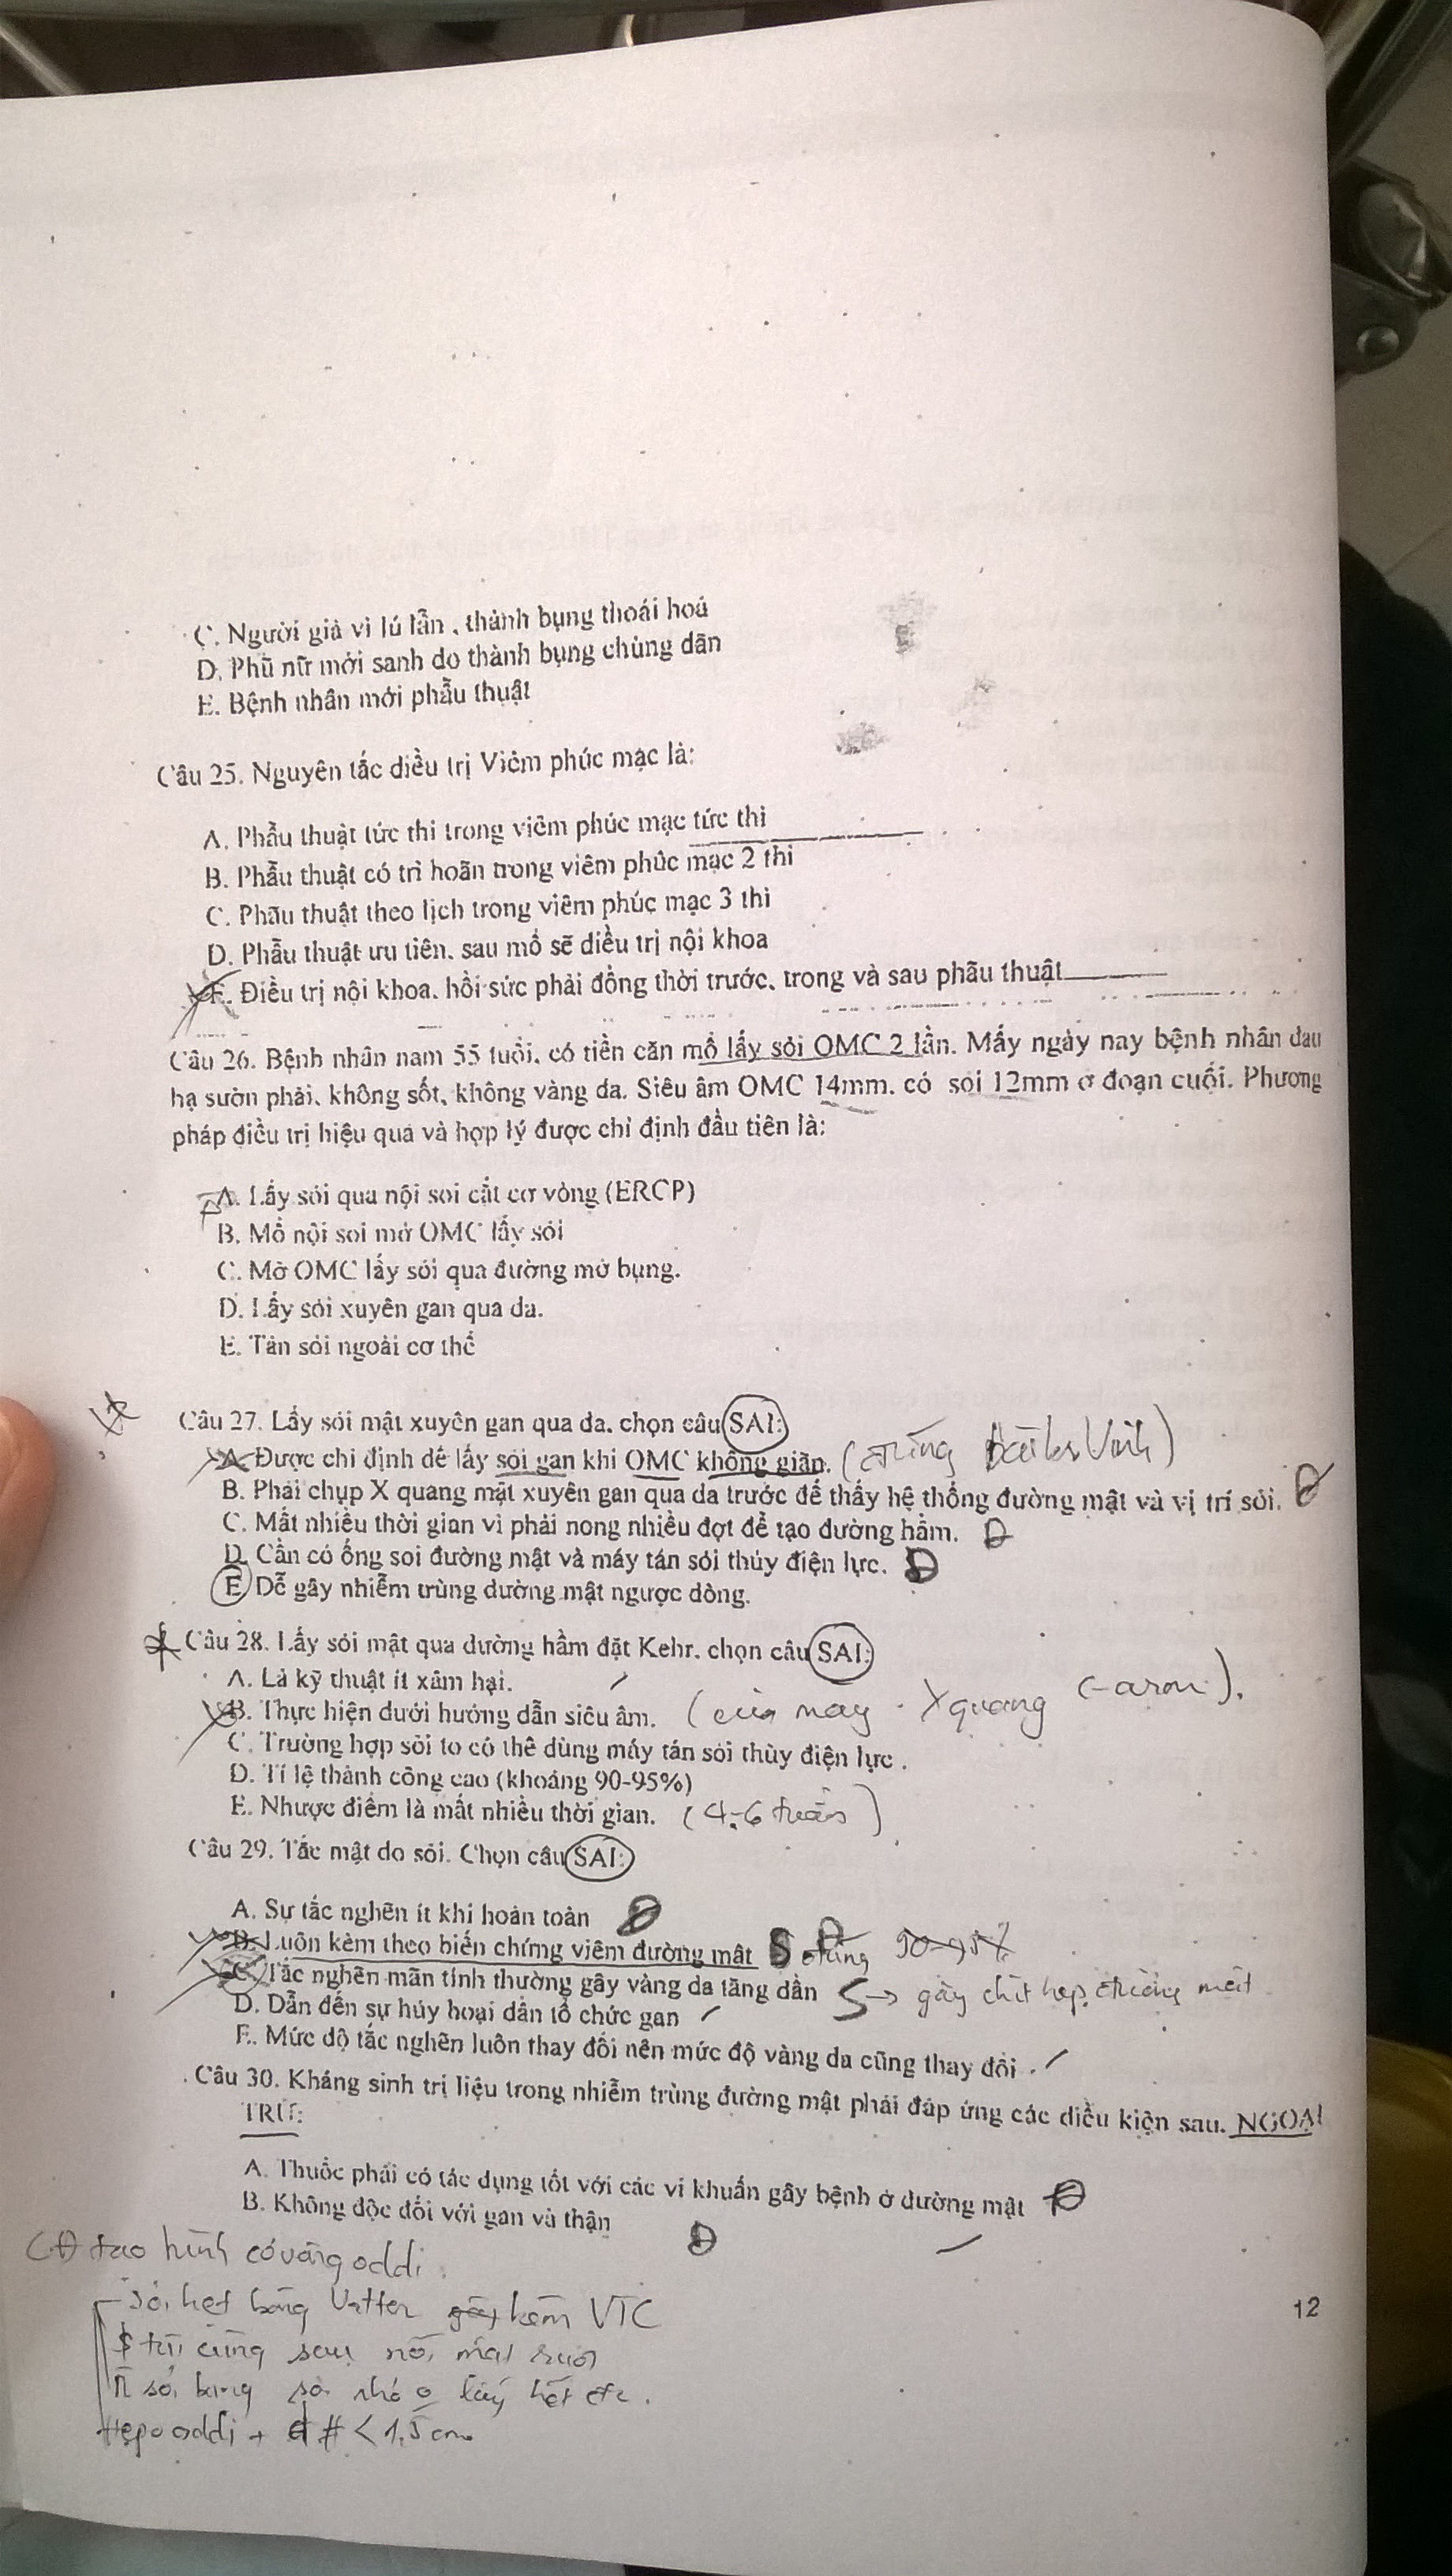 C. Người già vì lú lẫn , thành bụng thoái hoá
D. Phũ nữ mới sanh do thành bụng chùng dãn
E. Bệnh nhân mới phẫu thuật
Câu 25. Nguyên tắc điều trị Viêm phúc mạc là:
A. Phẫu thuật tức thì trong viêm phúc mạc tức thì
B. Phẫu thuật có trì hoãn trong viêm phúc mạc 2 thì
C. Phẫu thuật theo lịch trong viêm phúc mạc 3 thì
D. Phẫu thuật ưu tiên, sau mổ sẽ điều trị nội khoa
E. Điều trị nội khoa, hồi sức phải đồng thời trước, trong và sau phẫu thuật
Câu 26. Bệnh nhân nam 55 tuổi, có tiền căn mổ lấy sỏi OMC 2 lần. Mấy ngày nay bệnh nhân đau
hạ sườn phải, không sốt, không vàng da. Siêu âm OMC 14mm, có sỏi 12mm ở đoạn cuối. Phương
pháp điều trị hiệu quả và hợp lý được chỉ định đầu tiên là:
A. Lấy sỏi qua nội soi cắt cơ vòng (ERCP)
B. Mổ nội soi mở OMC lấy sỏi
C. Mở OMC lấy sỏi qua đường mở bụng.
D. Lấy sỏi xuyên gan qua da.
E. Tán sỏi ngoài cơ thể
Câu 27. Lấy sỏi mật xuyên gan qua da, chọn câu SAI:
A. Được chỉ định để lấy sỏi gan khi OMC không giãn. (đúng
B. Phải chụp X quang mật xuyên gan qua da trước để thấy hệ thống đường mật và vị trí sỏi. Đ
C. Mất nhiều thời gian vì phải nong nhiều đợt để tạo đường hầm. Đ
D. Cần có ống soi đường mật và máy tán sỏi thủy điện lực. Đ
E. Dễ gây nhiễm trùng đường mật ngược dòng.
Câu 28. Lấy sỏi mật qua đường hầm đặt Kehr, chọn câu SAI:
A. Là kỹ thuật ít xâm hại.
B. Thực hiện dưới hướng dẫn siêu âm. ( may . Xquang
C. Trường hợp sỏi to có thể dùng máy tán sỏi thủy điện lực .
D. Tỉ lệ thành công cao (khoảng 90-95%)
E. Nhược điểm là mất nhiều thời gian. (4-6 tuần)
Câu 29. Tắc mật do sỏi. Chọn câu SAI:
A. Sự tắc nghẽn ít khi hoàn toàn Đ
B. Luôn kèm theo biến chứng viêm đường mật S Đ đúng
C. Tắc nghẽn mãn tính thường gây vàng da tăng dần S → gây chít hẹp đường mật
D. Dẫn đến sự hủy hoại dần tổ chức gan
E. Mức độ tắc nghẽn luôn thay đổi nên mức độ vàng da cũng thay đổi .
Câu 30. Kháng sinh trị liệu trong nhiễm trùng đường mật phải đáp ứng các điều kiện sau. NGOẠI
TRỪ:
A. Thuốc phải có tác dụng tốt với các vi khuẩn gây bệnh ở đường mật Đ
B. Không độc đối với gan và thận Đ
CĐ tạo hình cơ vòng oddi
- Sỏi kẹt bóng Vatter kèm VTC
túi cùng sau nối mật ruột
sỏi nhỏ lấy hết đc.
Hẹp oddi + < 1,5 cm
12